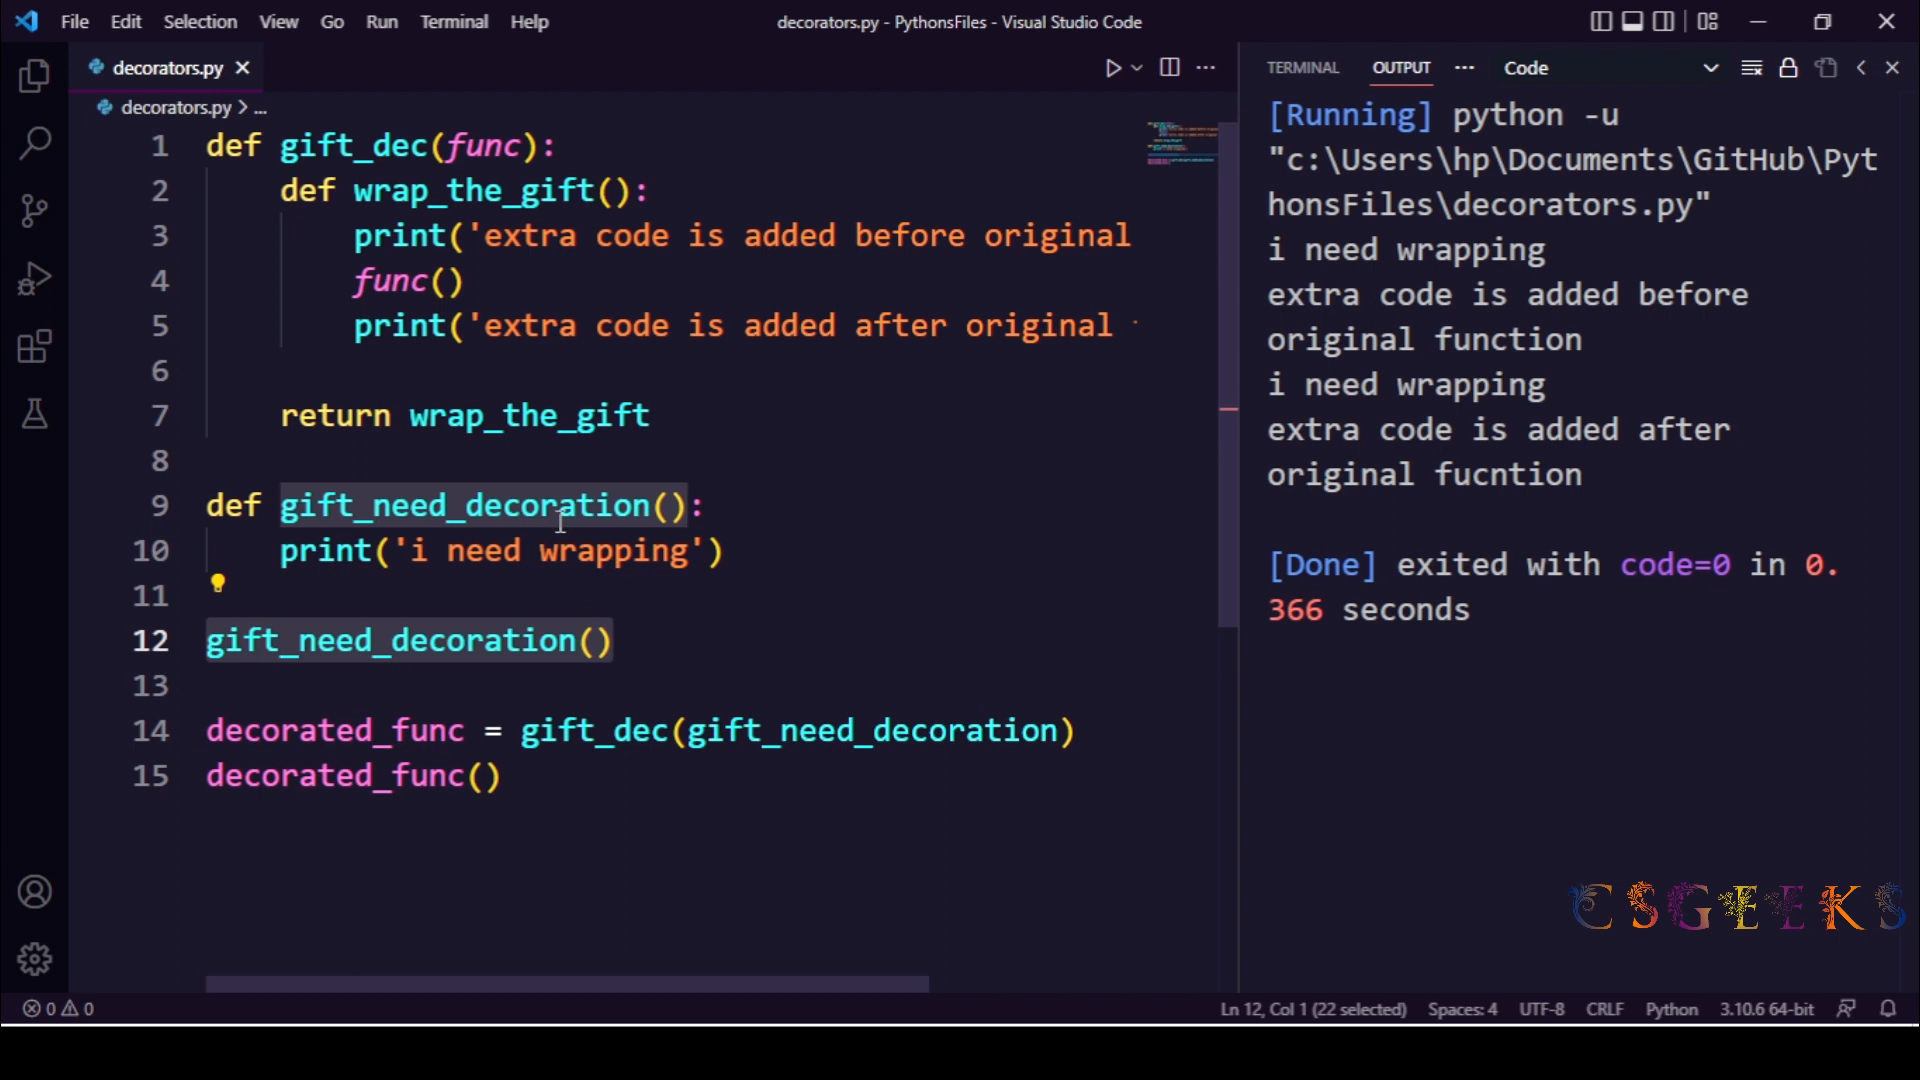 File Edit Selection View Go Run Terminal Help
decorators.py - PythonsFiles - Visual Studio Code
decorators.py
decorators.py > ...
1 def gift_dec(func):
2 def wrap_the_gift():
3 print('extra code is added before original
4 func()
5 print('extra code is added after original
6
7 return wrap_the_gift
8
9 def gift_need_decoration():
10 print('i need wrapping')
11
12 gift_need_decoration()
13
14 decorated_func = gift_dec(gift_need_decoration)
15 decorated_func()
TERMINAL OUTPUT ... Code
[Running] python -u
"c:\Users\hp\Documents\GitHub\Pyt
honsFiles\decorators.py"
i need wrapping
extra code is added before
original function
i need wrapping
extra code is added after
original fucntion
[Done] exited with code=0 in 0.
366 seconds
CSGEEKS
0 0
Ln 12, Col 1 (22 selected) Spaces: 4 UTF-8 CRLF Python 3.10.6 64-bit